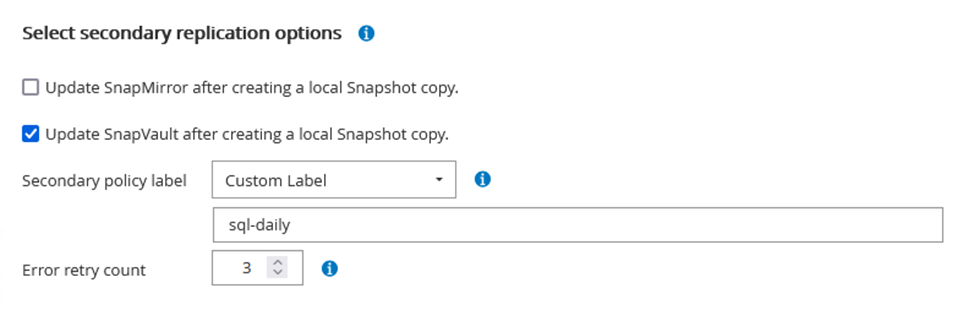 Select secondary replication options
Update SnapMirror after creating a local Snapshot copy.
Update SnapVault after creating a local Snapshot copy.
Secondary policy label Custom Label
sql-daily
Error retry count 3